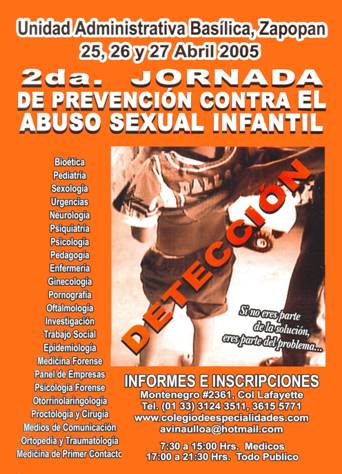 Unidad Administrativa Basílica, Zapopan
25, 26 y 27 Abril 2005
2da. JORNADA
DE PREVENCIÓN CONTRA EL
ABUSO SEXUAL INFANTIL
Bioética
Pediatria
Sexología
Urgencias
Neurología
Psiquiatría
Psicología
Pedagogía
Enfermería
Ginecología
Pornografía
Oftalmología
Investigación
Trabajo Social
Epidemiología
Medicina Forense
Panel de Empresas
Psicología Forense
Otorrinolaringología
Proctología y Cirugía
Medios de Comunicación
Ortopedia y Traumatología
Medicina de Primer Contacto
DETECCIÓN
Si no eres parte
de la solución,
eres parte del problema...
INFORMES E INSCRIPCIONES
Montenegro #2361, Col Lafayette
Tel. (01 33) 3124 3511, 3615 5771
www.colegiodeespecialidades.com
avinaulloa@hotmail.com
7:30 a 15:00 Hrs. Medicos
17:00 a 21:30 Hrs. Todo Publico